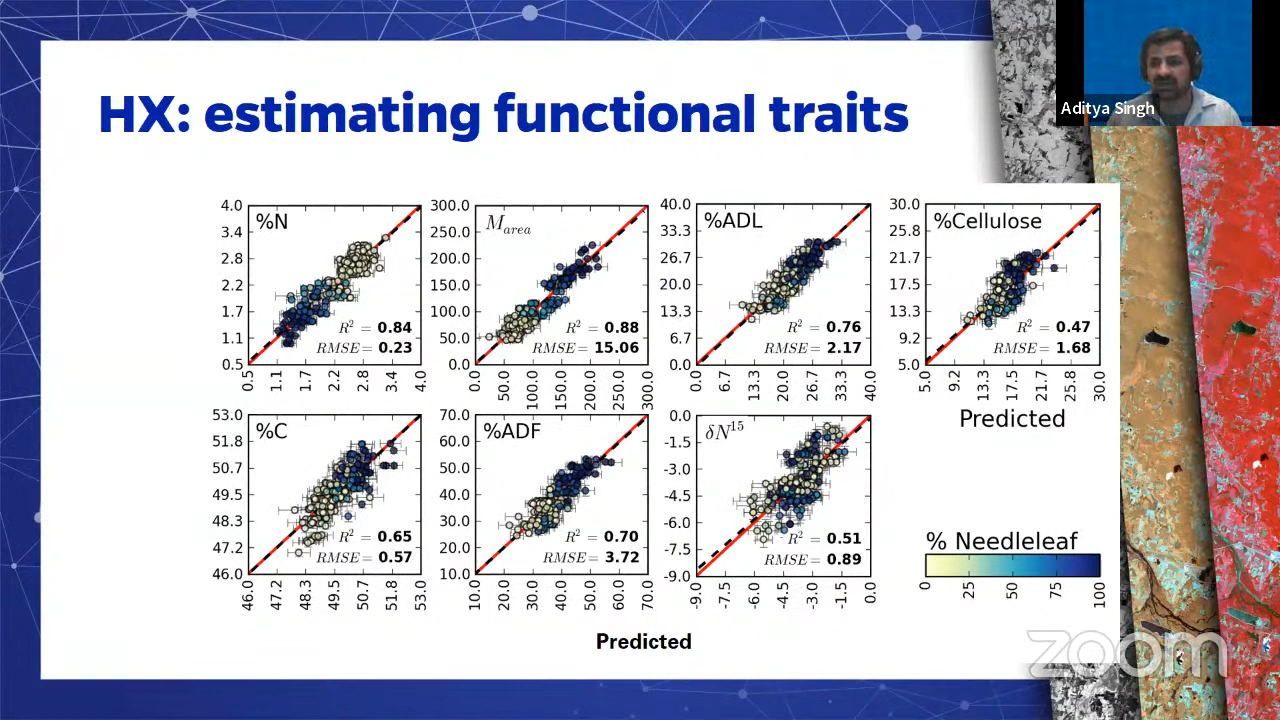 HX: estimating functional traits
Aditya Singh
%N
4.0
3.4
2.8
2.2
1.7
1.1
0.5
R² = 0.84
RMSE = 0.23
0.5 1.1 1.7 2.2 2.8 3.4 4.0
M area
300.0
250.0
200.0
150.0
100.0
50.0
0.0
R² = 0.88
RMSE = 15.06
0.0 50.0 100.0 150.0 200.0 250.0 300.0
%ADL
40.0
33.3
26.7
20.0
13.3
6.7
0.0
R² = 0.76
RMSE = 2.17
0.0 6.7 13.3 20.0 26.7 33.3 40.0
%Cellulose
30.0
25.8
21.7
17.5
13.3
9.2
5.0
R² = 0.47
RMSE = 1.68
5.0 9.2 13.3 17.5 21.7 25.8 30.0
Predicted
%C
53.0
51.8
50.7
49.5
48.3
47.2
46.0
R² = 0.65
RMSE = 0.57
46.0 47.2 48.3 49.5 50.7 51.8 53.0
%ADF
70.0
60.0
50.0
40.0
30.0
20.0
10.0
R² = 0.70
RMSE = 3.72
10.0 20.0 30.0 40.0 50.0 60.0 70.0
δN¹⁵
0.0
-1.5
-3.0
-4.5
-6.0
-7.5
-9.0
R² = 0.51
RMSE = 0.89
-9.0 -7.5 -6.0 -4.5 -3.0 -1.5 0.0
% Needleleaf
0 25 50 75 100
Predicted
zoom